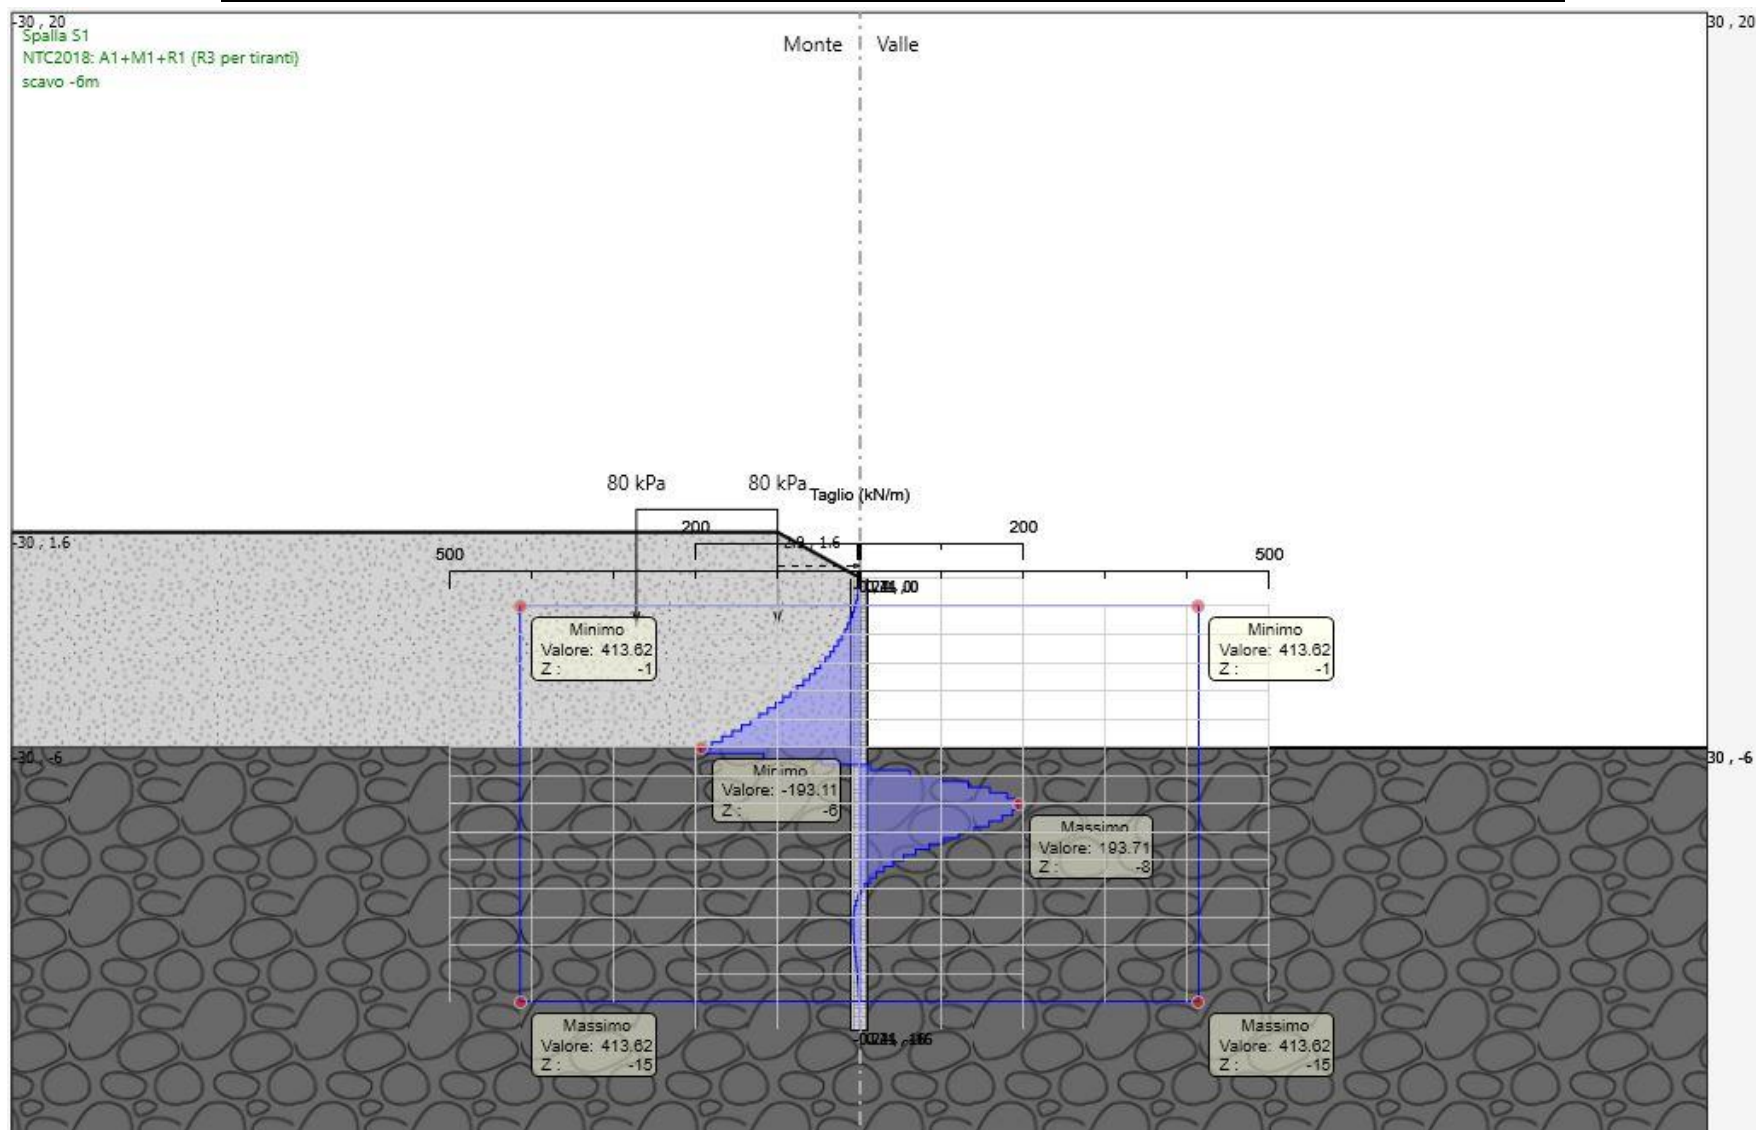 -30 , 20
30 , 20
Spalla S1
NTC2018: A1+M1+R1 (R3 per tiranti)
scavo -6m
Monte
Valle
80 kPa
80 kPa
Taglio (kN/m)
200
200
-30 , 1.6
1.6
500
500
Minimo
Valore: 413.62
Z : -1
Minimo
Valore: 413.62
Z : -1
-30 , -6
30 , -6
Minimo
Valore: -193.11
Z : -6
Massimo
Valore: 193.71
Z : -8
Massimo
Valore: 413.62
Z : -15
Massimo
Valore: 413.62
Z : -15